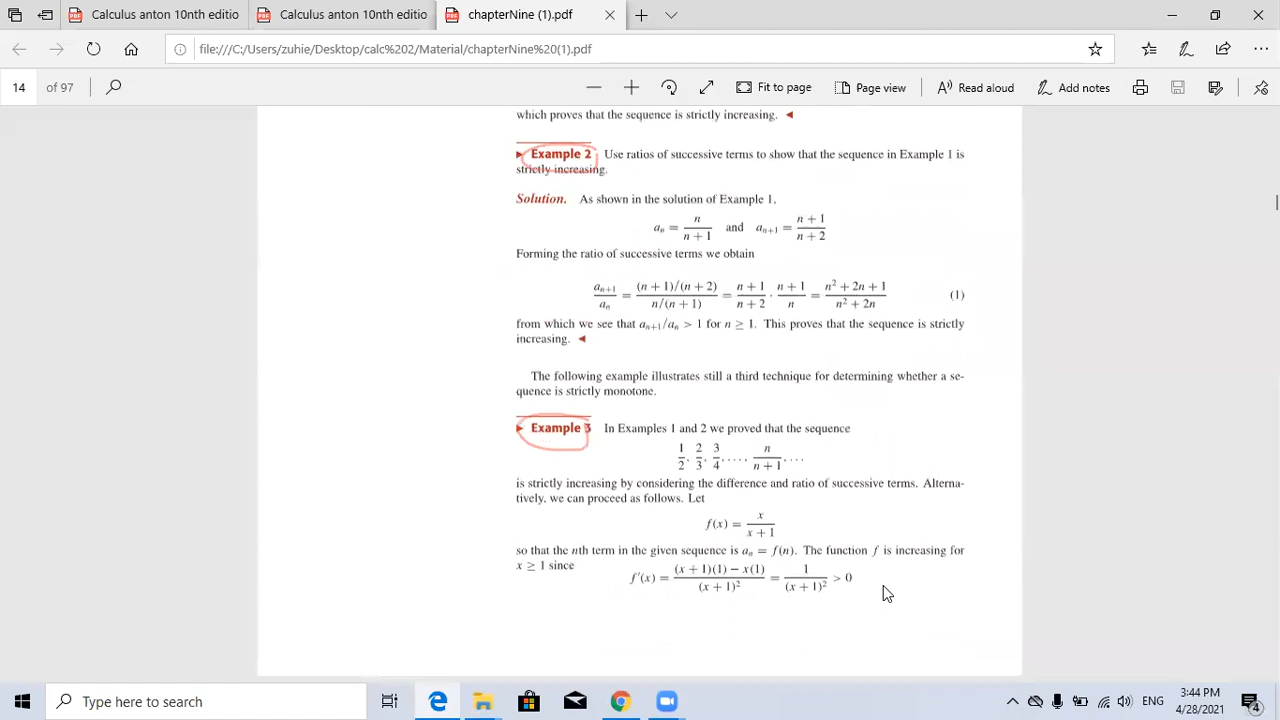 Calculus anton 10nth editio
Calculus anton 10nth edition
chapterNine (1).pdf
file:///C:/Users/zuhie/Desktop/calc%202/Material/chapterNine%20(1).pdf
14 of 97
Fit to page
Page view
Read aloud
Add notes
which proves that the sequence is strictly increasing. ◄
► Example 2 Use ratios of successive terms to show that the sequence in Example 1 is
strictly increasing.
Solution. As shown in the solution of Example 1,
aₙ = n/(n + 1) and aₙ₊₁ = (n + 1)/(n + 2)
Forming the ratio of successive terms we obtain
aₙ₊₁/aₙ = ((n + 1)/(n + 2))/(n/(n + 1)) = (n + 1)/(n + 2) · (n + 1)/n = (n² + 2n + 1)/(n² + 2n) (1)
from which we see that aₙ₊₁/aₙ > 1 for n ≥ 1. This proves that the sequence is strictly
increasing. ◄
The following example illustrates still a third technique for determining whether a se-
quence is strictly monotone.
► Example 3 In Examples 1 and 2 we proved that the sequence
1/2, 2/3, 3/4, ...., n/(n + 1), ...
is strictly increasing by considering the difference and ratio of successive terms. Alterna-
tively, we can proceed as follows. Let
f(x) = x/(x + 1)
so that the nth term in the given sequence is aₙ = f(n). The function f is increasing for
x ≥ 1 since
f′(x) = ((x + 1)(1) − x(1))/(x + 1)² = 1/(x + 1)² > 0
Type here to search
ENG
3:44 PM
4/28/2021
4